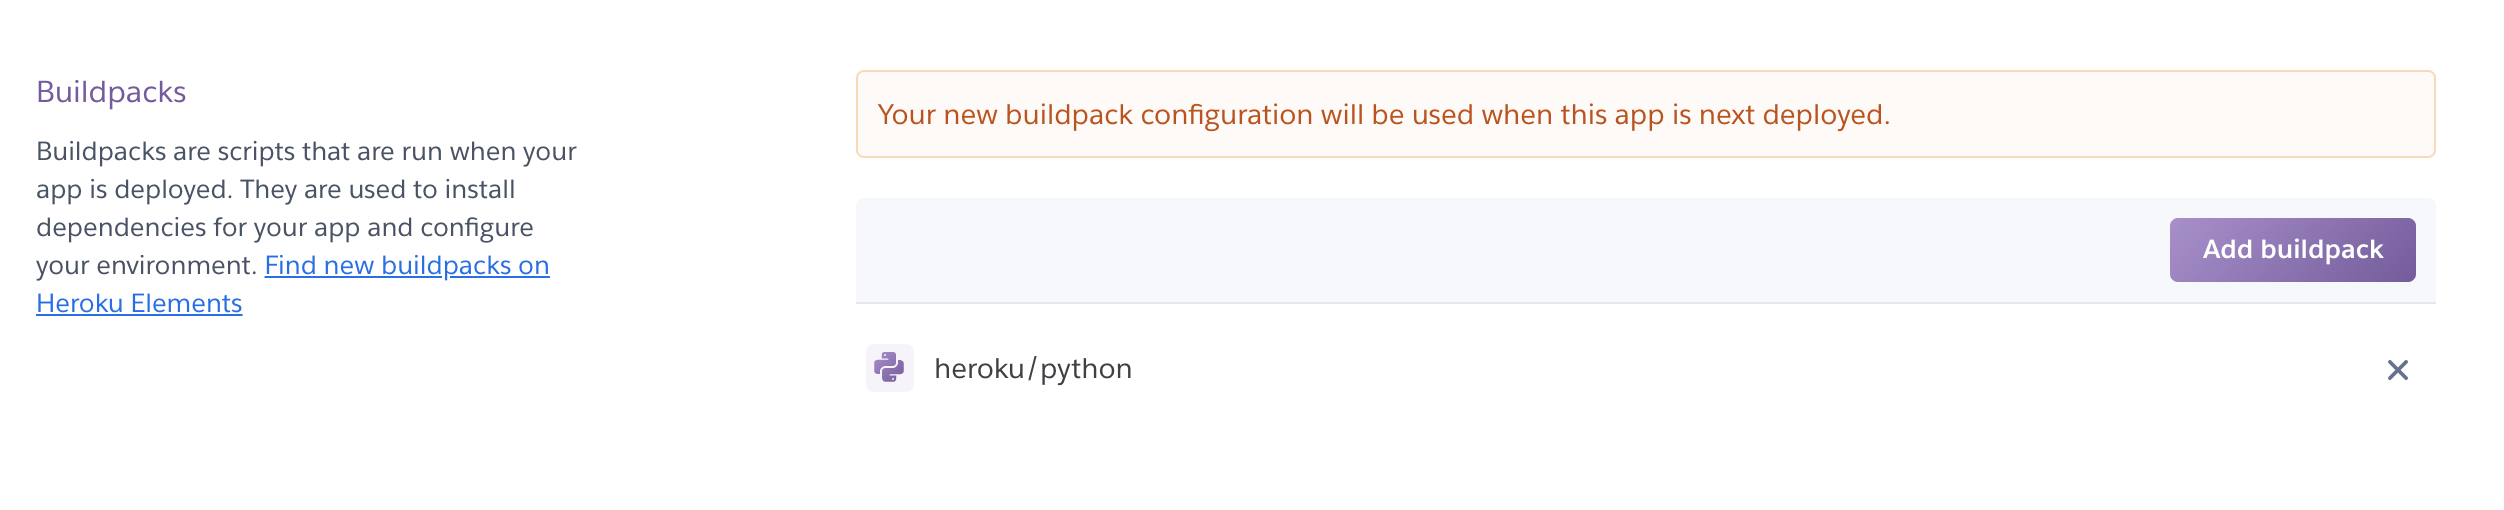 Buildpacks
Buildpacks are scripts that are run when your
app is deployed. They are used to install
dependencies for your app and configure
your environment. Find new buildpacks on
Heroku Elements
Your new buildpack configuration will be used when this app is next deployed.
Add buildpack
heroku/python